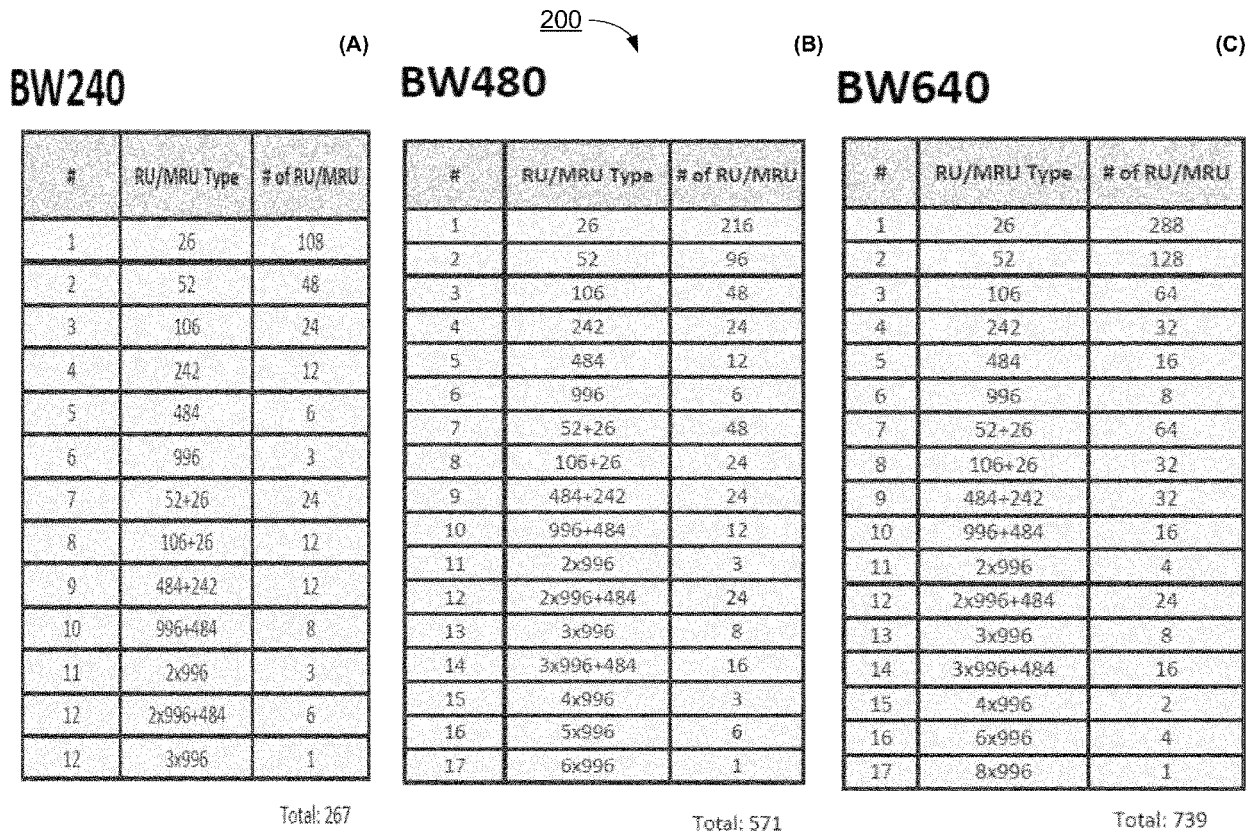 200
(A)
BW240
# RU/MRU Type # of RU/MRU
1 26 108
2 52 48
3 106 24
4 242 12
5 484 6
6 996 3
7 52+26 24
8 106+26 12
9 484+242 12
10 996+484 8
11 2x996 3
12 2x996+484 6
12 3x996 1
Total: 267
(B)
BW480
# RU/MRU Type # of RU/MRU
1 26 216
2 52 96
3 106 48
4 242 24
5 484 12
6 996 6
7 52+26 48
8 106+26 24
9 484+242 24
10 996+484 12
11 2x996 3
12 2x996+484 24
13 3x996 8
14 3x996+484 16
15 4x996 3
16 5x996 6
17 6x996 1
Total: 571
(C)
BW640
# RU/MRU Type # of RU/MRU
1 26 288
2 52 128
3 106 64
4 242 32
5 484 16
6 996 8
7 52+26 64
8 106+26 32
9 484+242 32
10 996+484 16
11 2x996 4
12 2x996+484 24
13 3x996 8
14 3x996+484 16
15 4x996 2
16 6x996 4
17 8x996 1
Total: 739